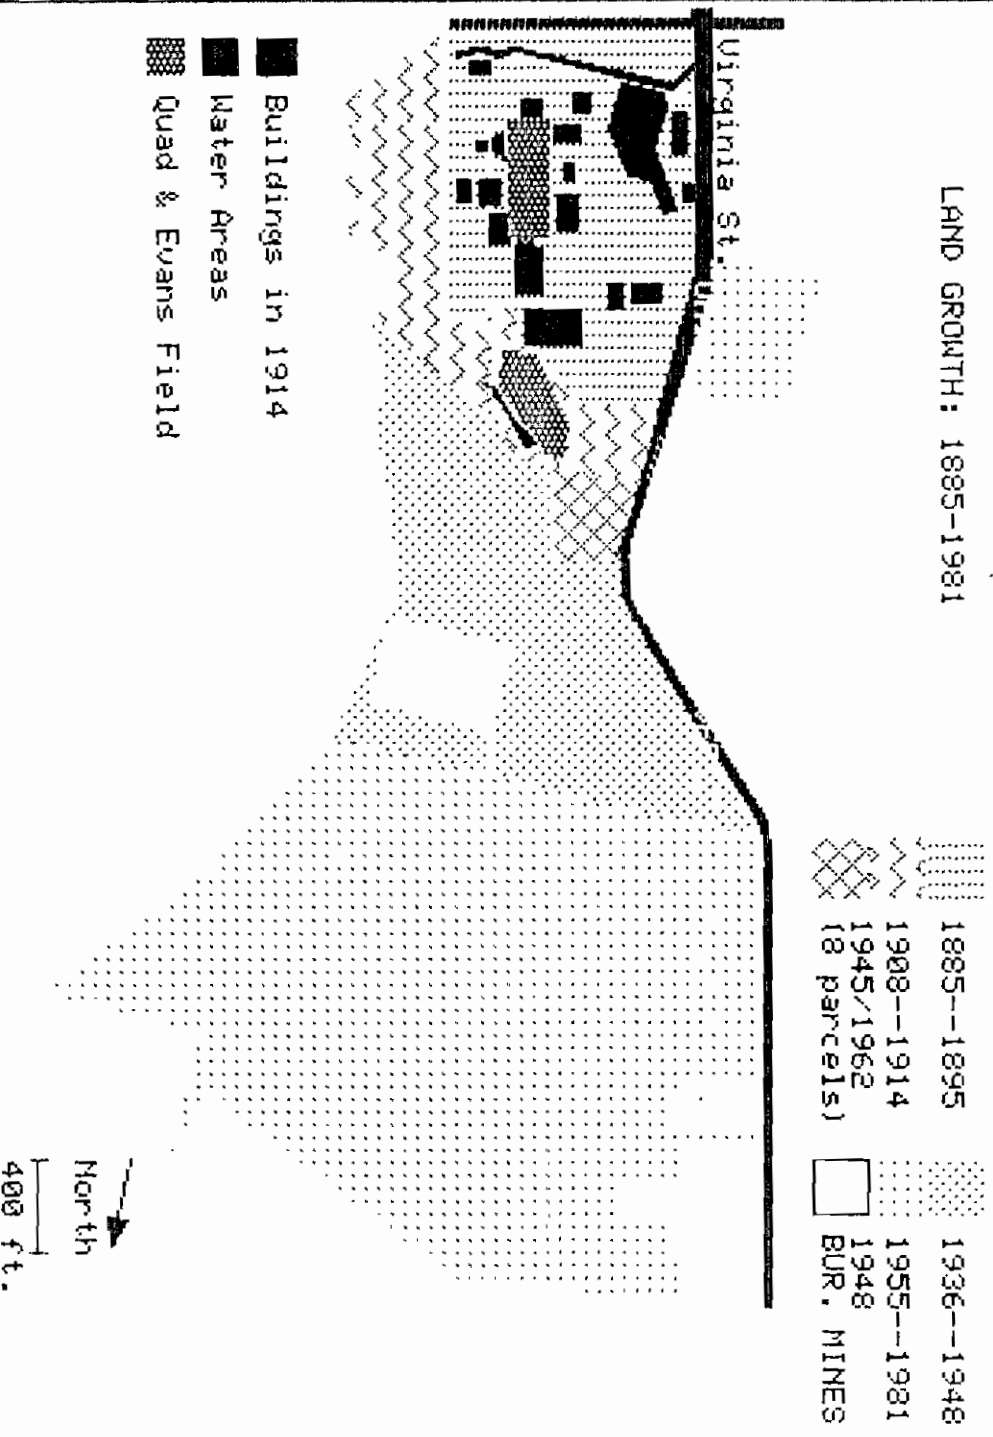 LAND GROWTH: 1885-1981
1885--1895
1908--1914
1945/1962
(8 parcels)
1936--1948
1955--1981
1948
BUR. MINES
Virginia St.
Buildings in 1914
Water Areas
Quad & Evans Field
North
400 ft.